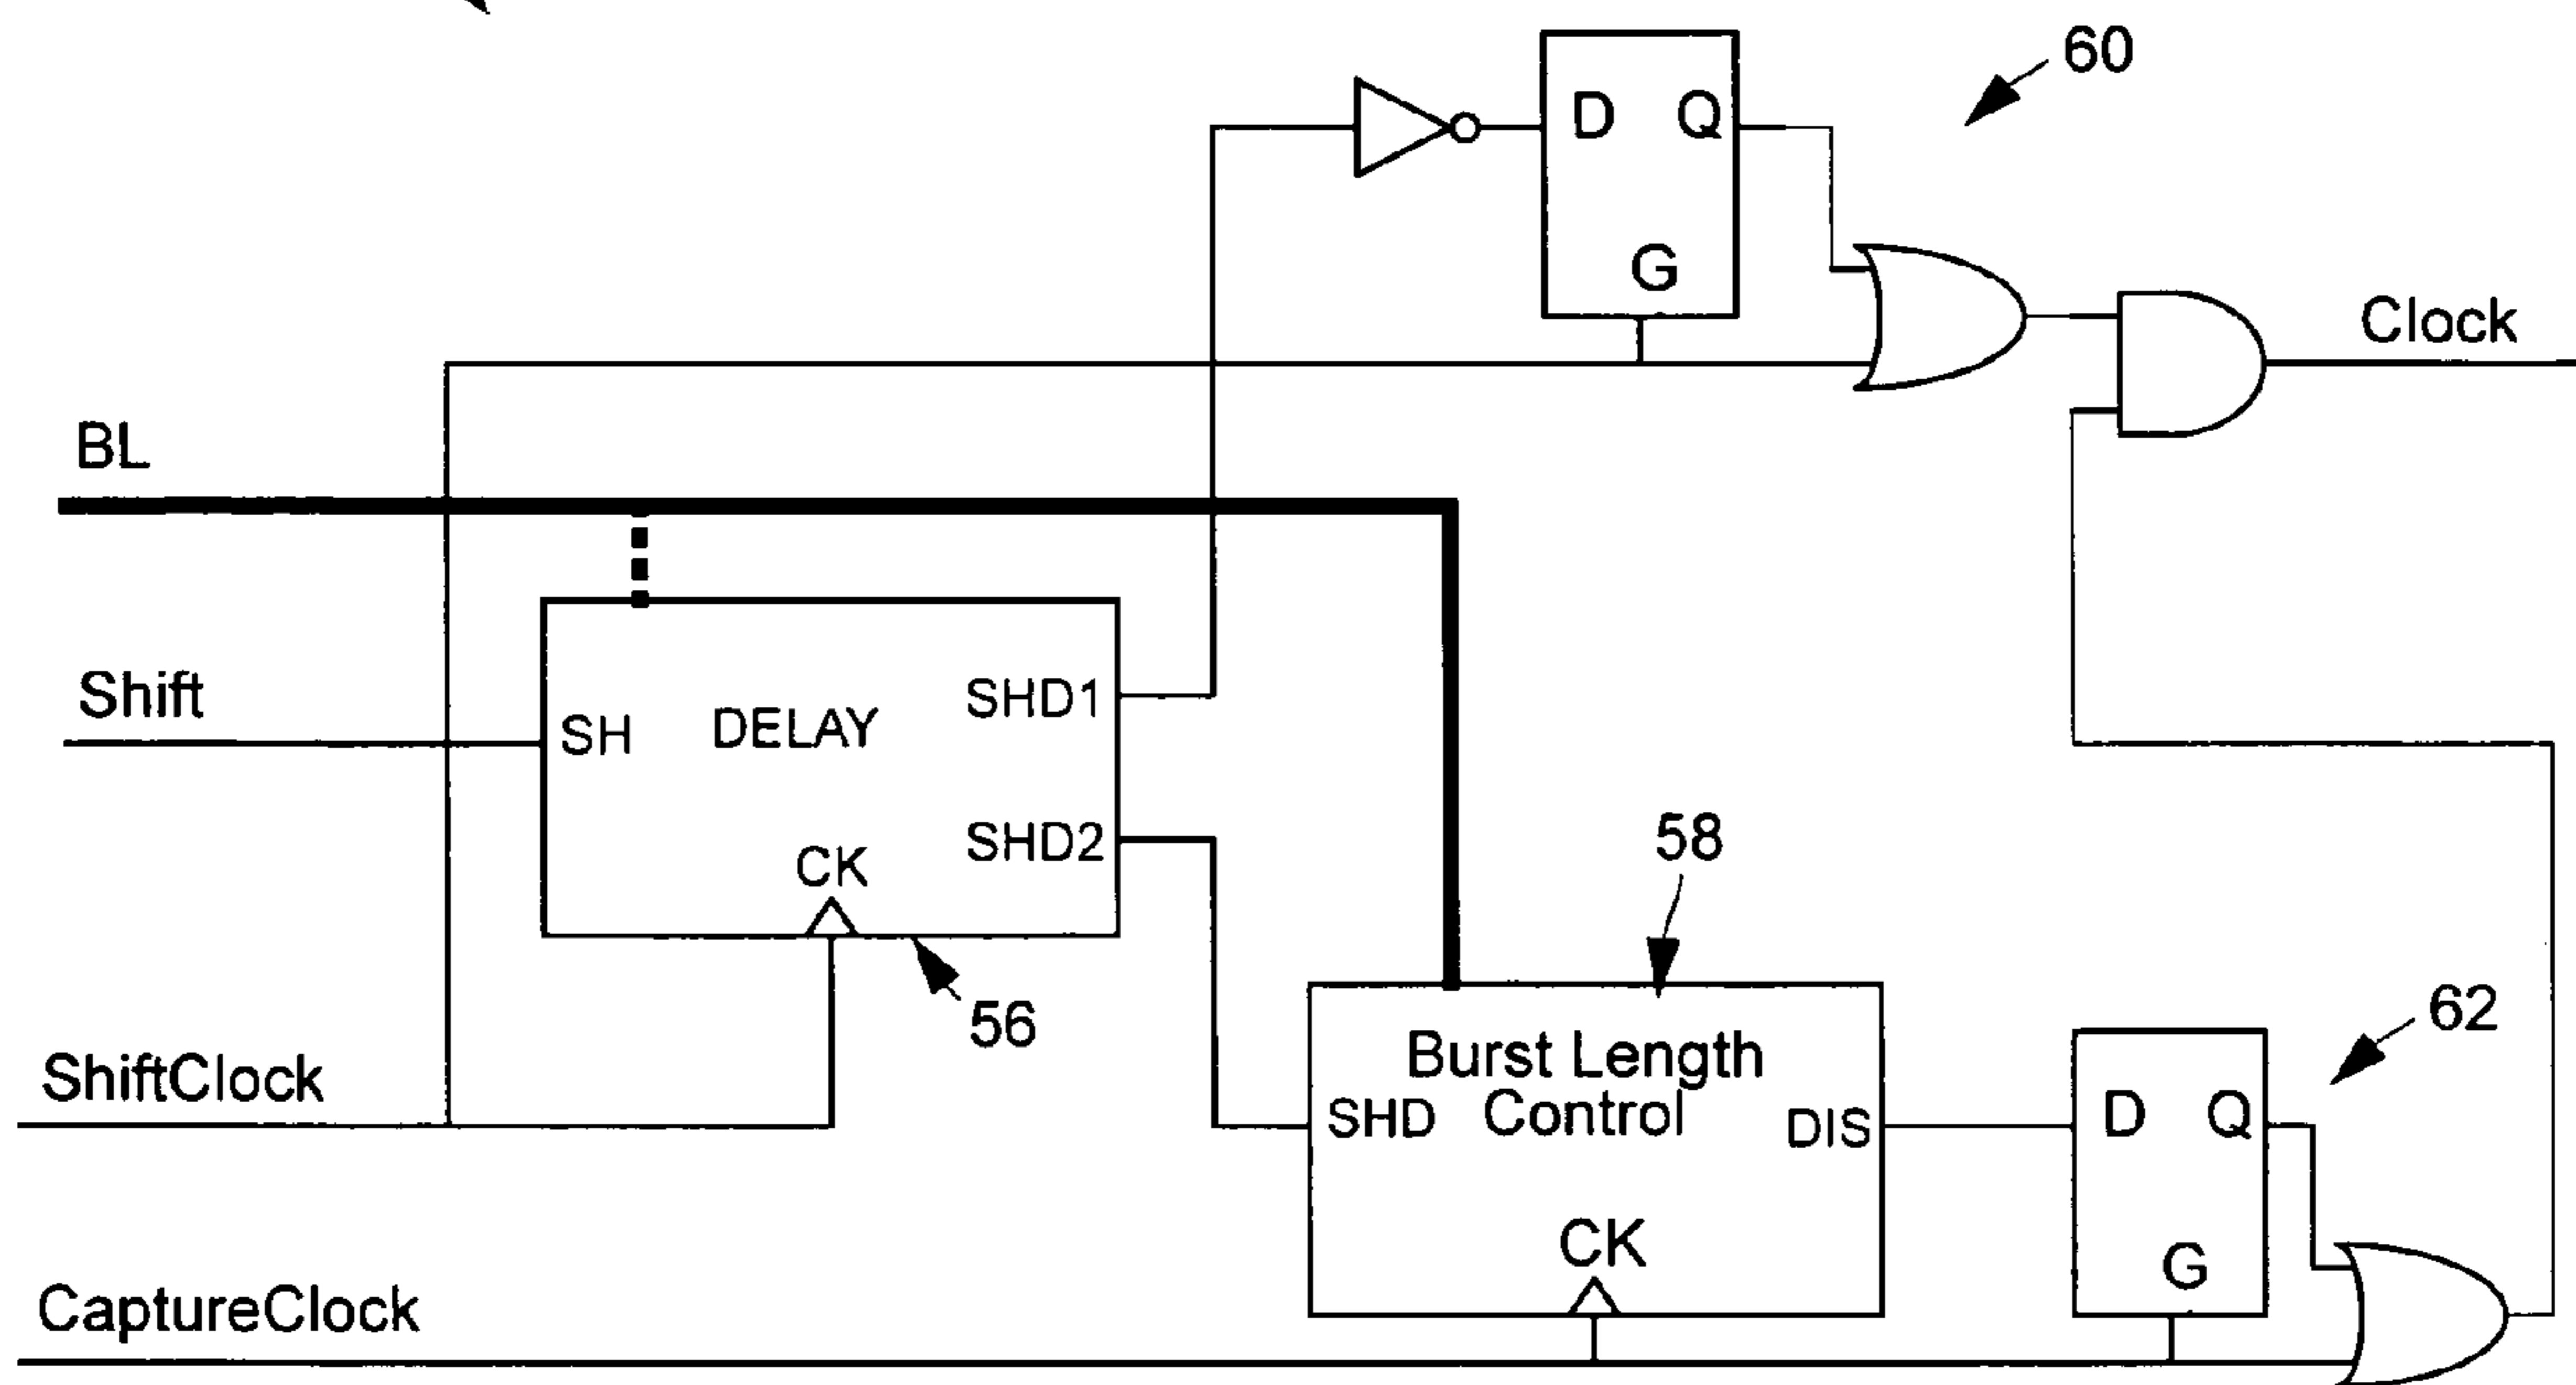 60
D Q
G
Clock
BL
Shift
SH DELAY SHD1
SHD2
CK
56
58
ShiftClock
Burst Length
Control
SHD DIS
CK
62
D Q
G
CaptureClock